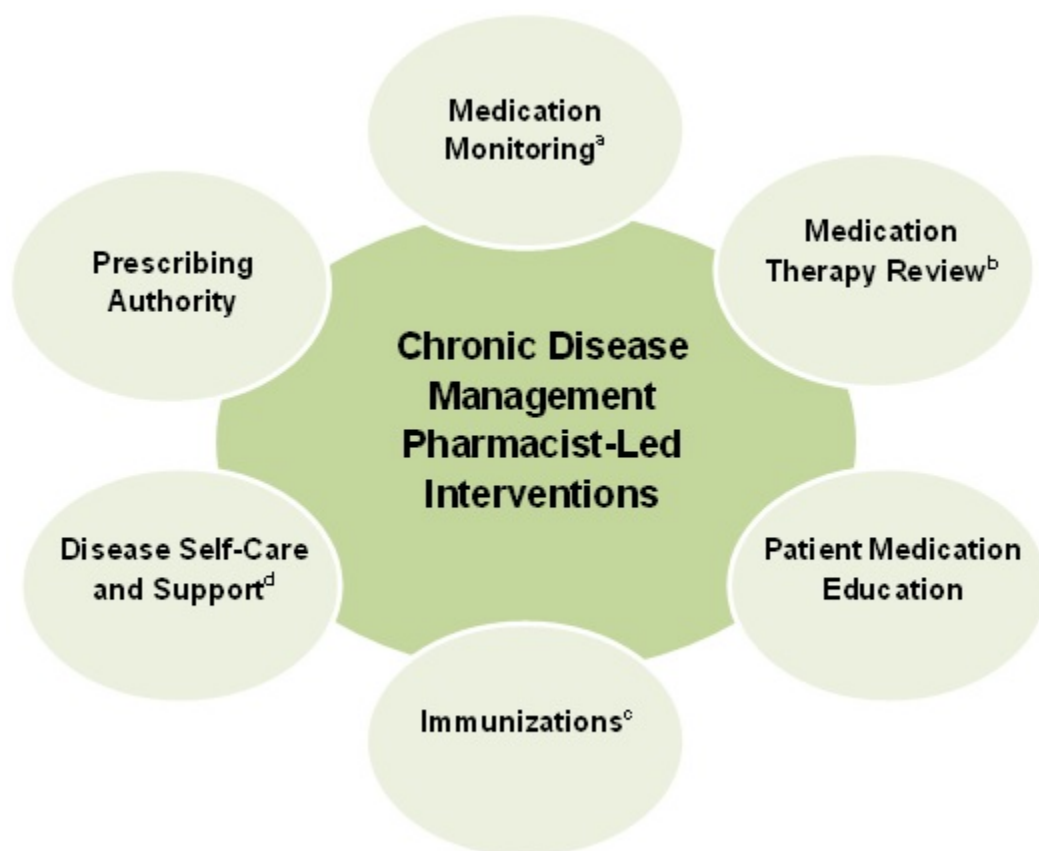 Medication
Monitoringᵃ
Medication
Therapy Reviewᵇ
Prescribing
Authority
Chronic Disease
Management
Pharmacist-Led
Interventions
Disease Self-Care
and Supportᵈ
Patient Medication
Education
Immunizationsᶜ